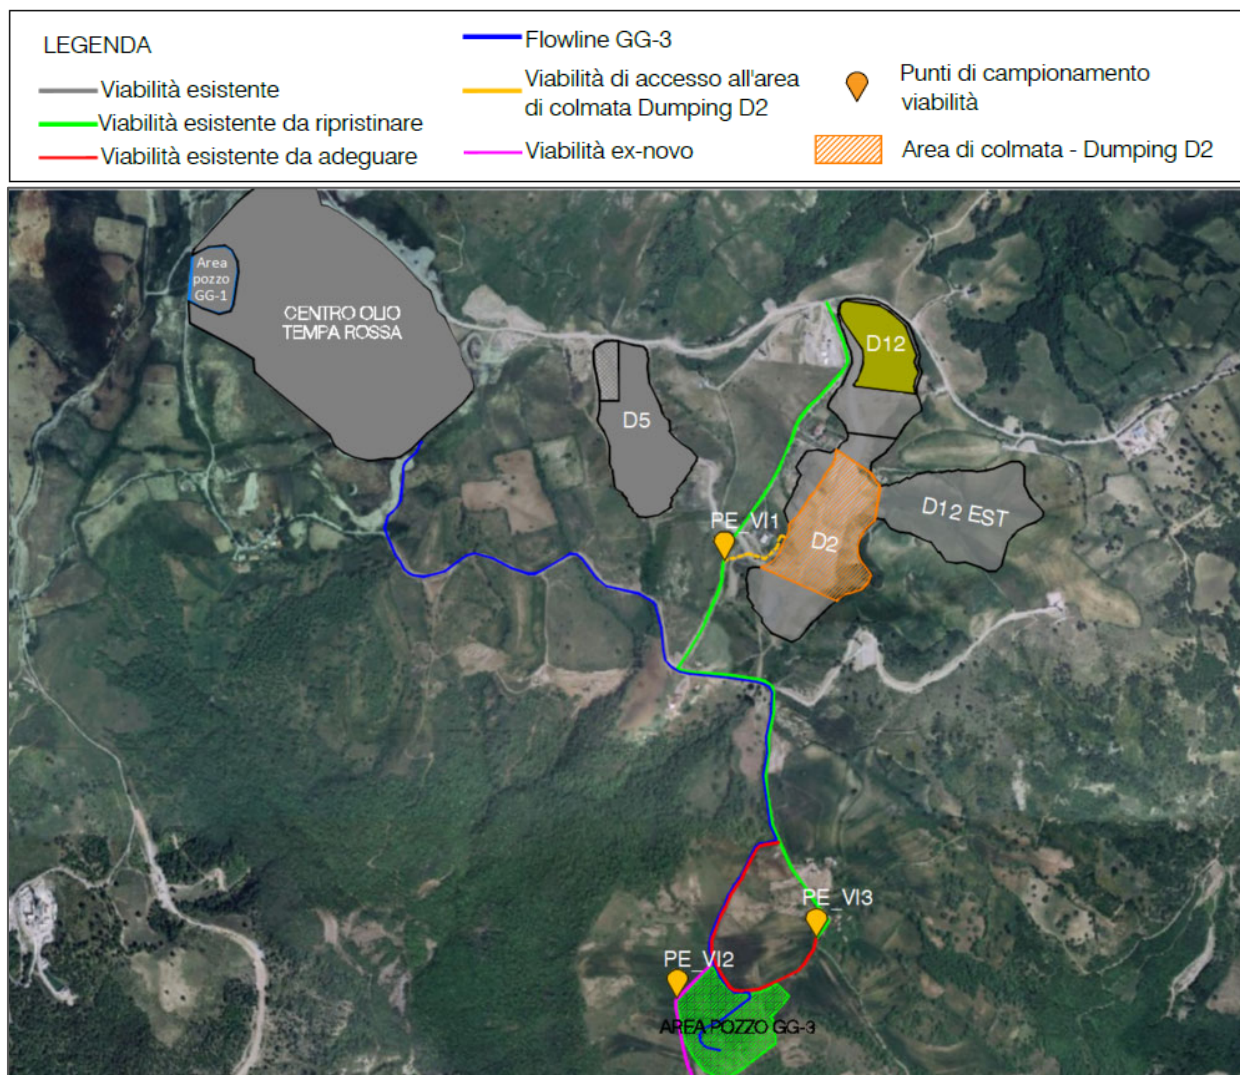 LEGENDA
Viabilità esistente
Viabilità esistente da ripristinare
Viabilità esistente da adeguare
Flowline GG-3
Viabilità di accesso all'area
di colmata Dumping D2
Viabilità ex-novo
Punti di campionamento
viabilità
Area di colmata - Dumping D2
Area
pozzo
GG-1
CENTRO OLIO
TEMPA ROSSA
D12
D5
D12 EST
PE_VI1
D2
PE_VI3
PE_VI2
AREA POZZO GG-3